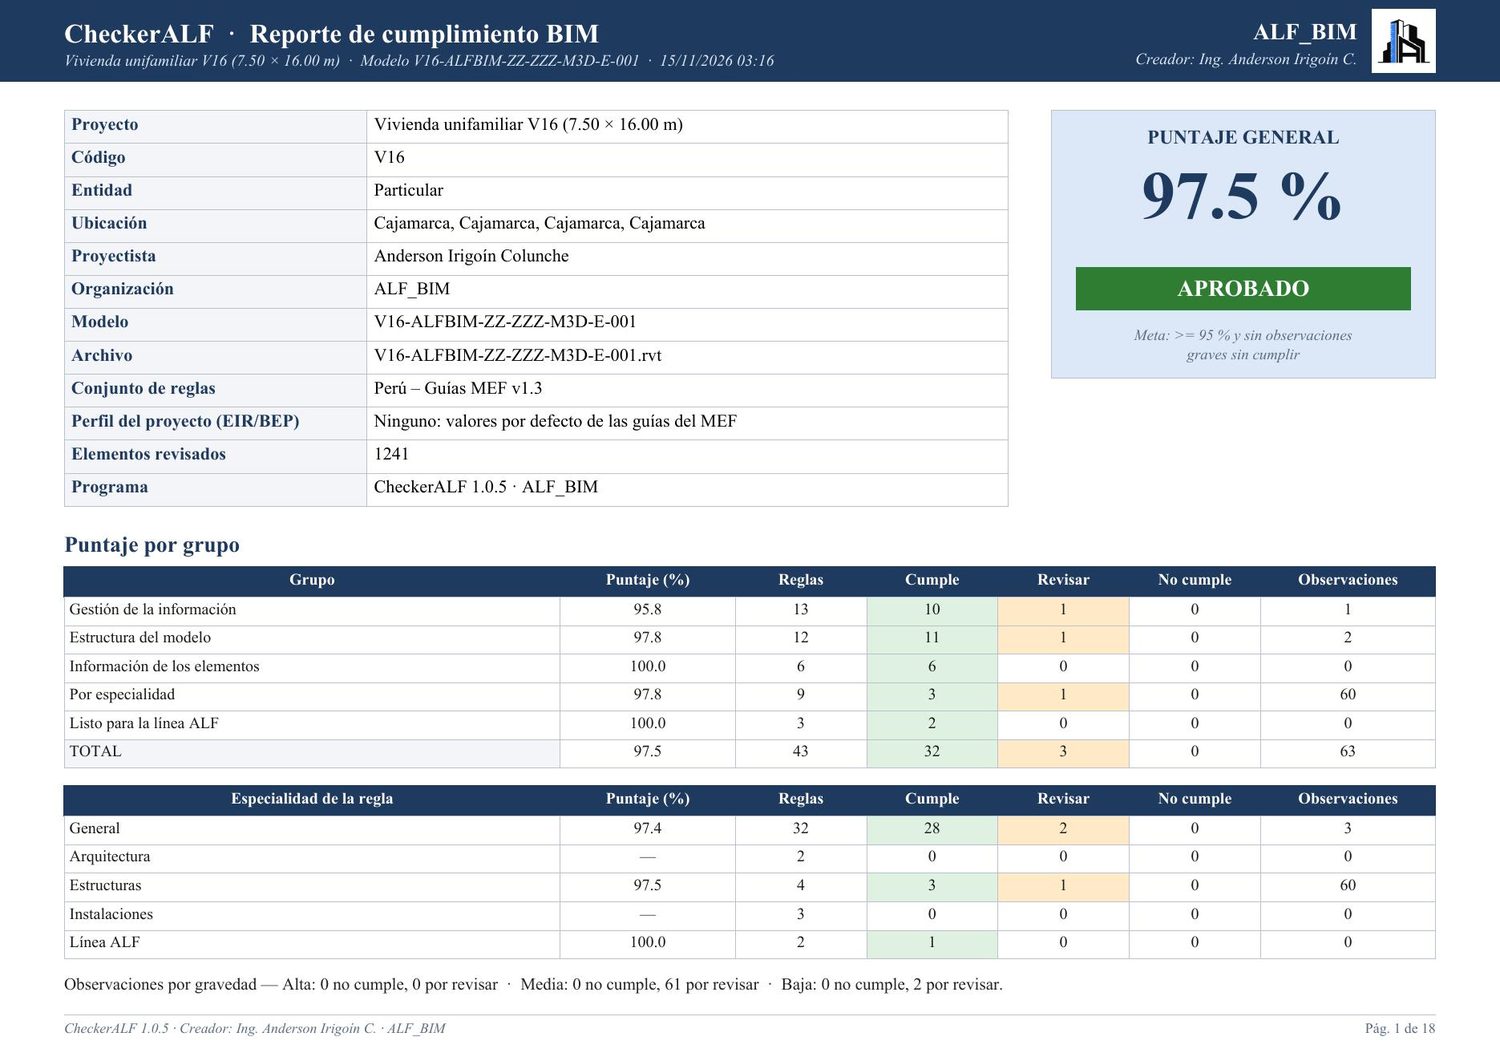 CheckerALF · Reporte de cumplimiento BIM
Vivienda unifamiliar V16 (7.50 × 16.00 m) · Modelo V16-ALFBIM-ZZ-ZZZ-M3D-E-001 · 15/11/2026 03:16
ALF_BIM
Creador: Ing. Anderson Irigoín C.
Proyecto Vivienda unifamiliar V16 (7.50 × 16.00 m)
Código V16
Entidad Particular
Ubicación Cajamarca, Cajamarca, Cajamarca, Cajamarca
Proyectista Anderson Irigoín Colunche
Organización ALF_BIM
Modelo V16-ALFBIM-ZZ-ZZZ-M3D-E-001
Archivo V16-ALFBIM-ZZ-ZZZ-M3D-E-001.rvt
Conjunto de reglas Perú – Guías MEF v1.3
Perfil del proyecto (EIR/BEP) Ninguno: valores por defecto de las guías del MEF
Elementos revisados 1241
Programa CheckerALF 1.0.5 · ALF_BIM
PUNTAJE GENERAL
97.5 %
APROBADO
Meta: >= 95 % y sin observaciones
graves sin cumplir
Puntaje por grupo
Grupo Puntaje (%) Reglas Cumple Revisar No cumple Observaciones
Gestión de la información 95.8 13 10 1 0 1
Estructura del modelo 97.8 12 11 1 0 2
Información de los elementos 100.0 6 6 0 0 0
Por especialidad 97.8 9 3 1 0 60
Listo para la línea ALF 100.0 3 2 0 0 0
TOTAL 97.5 43 32 3 0 63
Especialidad de la regla Puntaje (%) Reglas Cumple Revisar No cumple Observaciones
General 97.4 32 28 2 0 3
Arquitectura — 2 0 0 0 0
Estructuras 97.5 4 3 1 0 60
Instalaciones — 3 0 0 0 0
Línea ALF 100.0 2 1 0 0 0
Observaciones por gravedad — Alta: 0 no cumple, 0 por revisar · Media: 0 no cumple, 61 por revisar · Baja: 0 no cumple, 2 por revisar.
CheckerALF 1.0.5 · Creador: Ing. Anderson Irigoín C. · ALF_BIM
Pág. 1 de 18